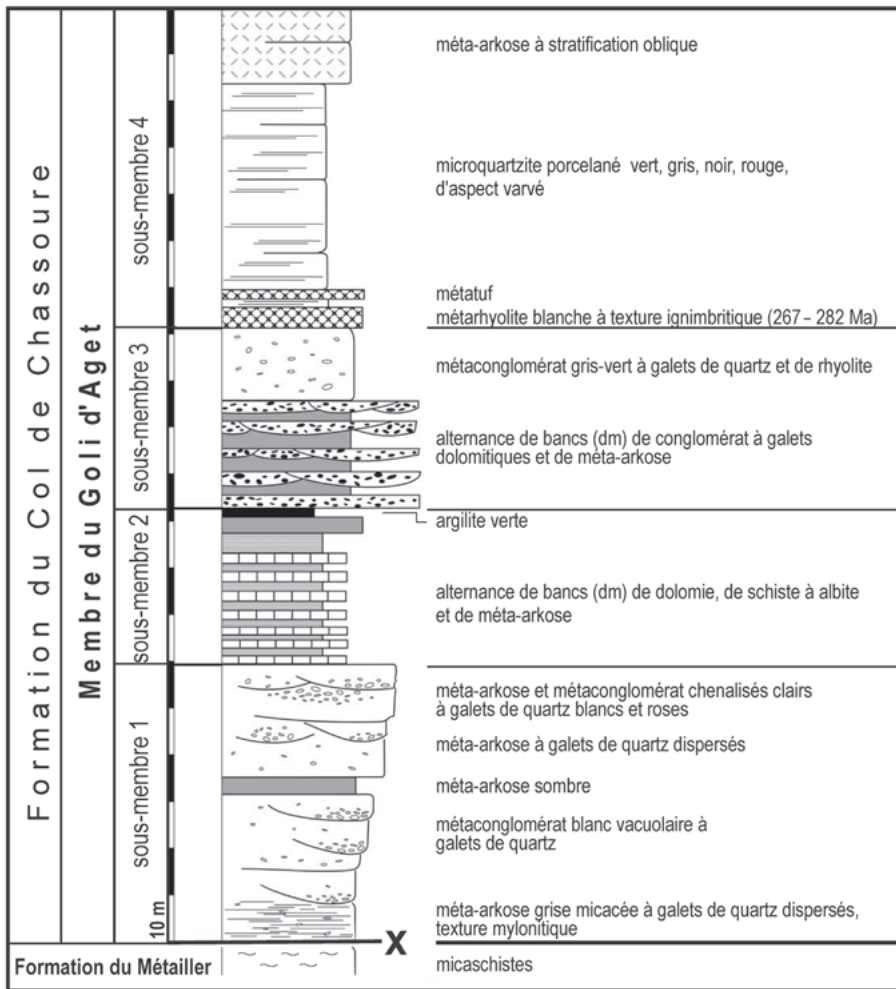 Formation du Col de Chassoure
Membre du Goli d'Aget
sous-membre 4
sous-membre 3
sous-membre 2
sous-membre 1
10 m
méta-arkose à stratification oblique
microquartzite porcelané vert, gris, noir, rouge,
d'aspect varvé
métatuf
métarhyolite blanche à texture ignimbritique (267 – 282 Ma)
métaconglomérat gris-vert à galets de quartz et de rhyolite
alternance de bancs (dm) de conglomérat à galets
dolomitiques et de méta-arkose
argilite verte
alternance de bancs (dm) de dolomie, de schiste à albite
et de méta-arkose
méta-arkose et métaconglomérat chenalisés clairs
à galets de quartz blancs et roses
méta-arkose à galets de quartz dispersés
méta-arkose sombre
métaconglomérat blanc vacuolaire à
galets de quartz
méta-arkose grise micacée à galets de quartz dispersés,
texture mylonitique
X
Formation du Métailler
micaschistes